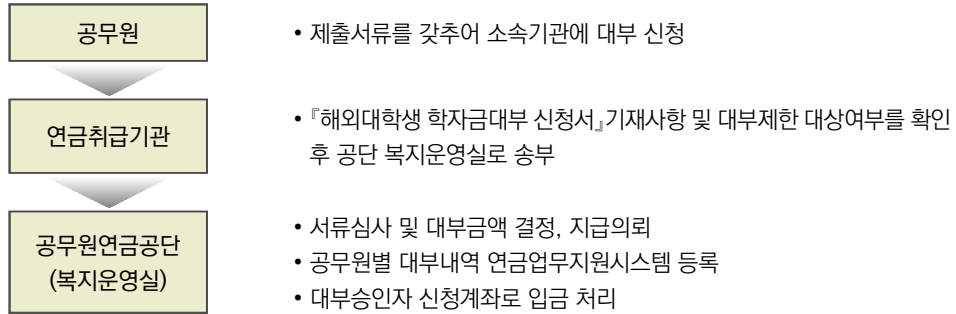 공무원
• 제출서류를 갖추어 소속기관에 대부 신청
연금취급기관
• 『해외대학생 학자금대부 신청서』기재사항 및 대부제한 대상여부를 확인
후 공단 복지운영실로 송부
공무원연금공단
(복지운영실)
• 서류심사 및 대부금액 결정, 지급의뢰
• 공무원별 대부내역 연금업무지원시스템 등록
• 대부승인자 신청계좌로 입금 처리